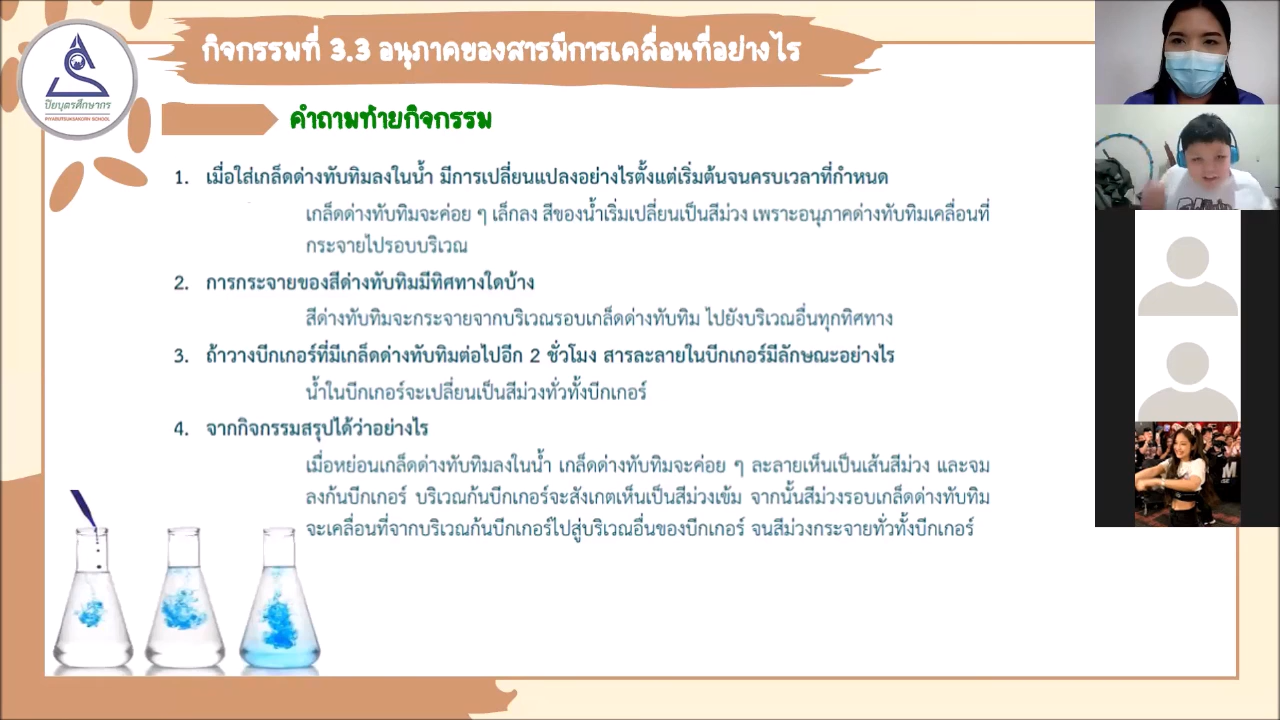 กิจกรรมที่ 3.3 อนุภาคของสารมีการเคลื่อนที่อย่างไร
ปิยบุตรศึกษากร
PIYABUTSUKSAKORN SCHOOL
คำถามท้ายกิจกรรม
1. เมื่อใส่เกล็ดด่างทับทิมลงในน้ำ มีการเปลี่ยนแปลงอย่างไรตั้งแต่เริ่มต้นจนครบเวลาที่กำหนด
เกล็ดด่างทับทิมจะค่อย ๆ เล็กลง สีของน้ำเริ่มเปลี่ยนเป็นสีม่วง เพราะอนุภาคด่างทับทิมเคลื่อนที่
กระจายไปรอบบริเวณ
2. การกระจายของสีด่างทับทิมมีทิศทางใดบ้าง
สีด่างทับทิมจะกระจายจากบริเวณรอบเกล็ดด่างทับทิม ไปยังบริเวณอื่นทุกทิศทาง
3. ถ้าวางบีกเกอร์ที่มีเกล็ดด่างทับทิมต่อไปอีก 2 ชั่วโมง สารละลายในบีกเกอร์มีลักษณะอย่างไร
น้ำในบีกเกอร์จะเปลี่ยนเป็นสีม่วงทั่วทั้งบีกเกอร์
4. จากกิจกรรมสรุปได้ว่าอย่างไร
เมื่อหย่อนเกล็ดด่างทับทิมลงในน้ำ เกล็ดด่างทับทิมจะค่อย ๆ ละลายเห็นเป็นเส้นสีม่วง และจม
ลงก้นบีกเกอร์ บริเวณก้นบีกเกอร์จะสังเกตเห็นเป็นสีม่วงเข้ม จากนั้นสีม่วงรอบเกล็ดด่างทับทิม
จะเคลื่อนที่จากบริเวณก้นบีกเกอร์ไปสู่บริเวณอื่นของบีกเกอร์ จนสีม่วงกระจายทั่วทั้งบีกเกอร์